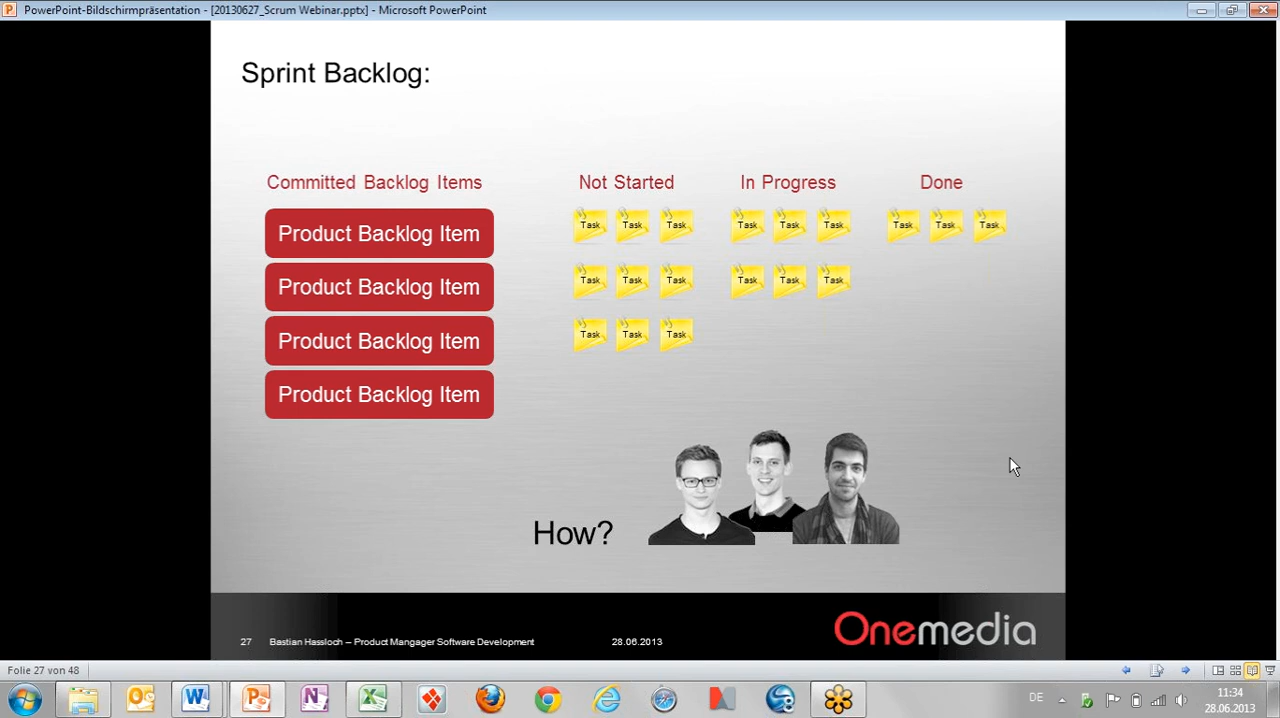 PowerPoint-Bildschirmpräsentation - [20130627_Scrum Webinar.pptx] - Microsoft PowerPoint
Sprint Backlog:
Committed Backlog Items Not Started In Progress Done
Product Backlog Item Task Task Task Task Task Task Task Task Task
Product Backlog Item Task Task Task Task Task Task
Product Backlog Item Task Task Task
Product Backlog Item
How?
27 Bastian Hassloch – Product Mangager Software Development 28.06.2013 Onemedia
Folie 27 von 48
DE 11:34
28.06.2013